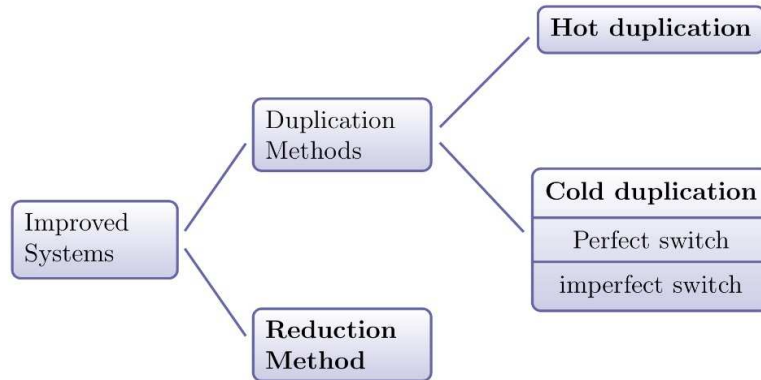 Hot duplication
Duplication
Methods
Cold duplication
Perfect switch
imperfect switch
Improved
Systems
Reduction
Method